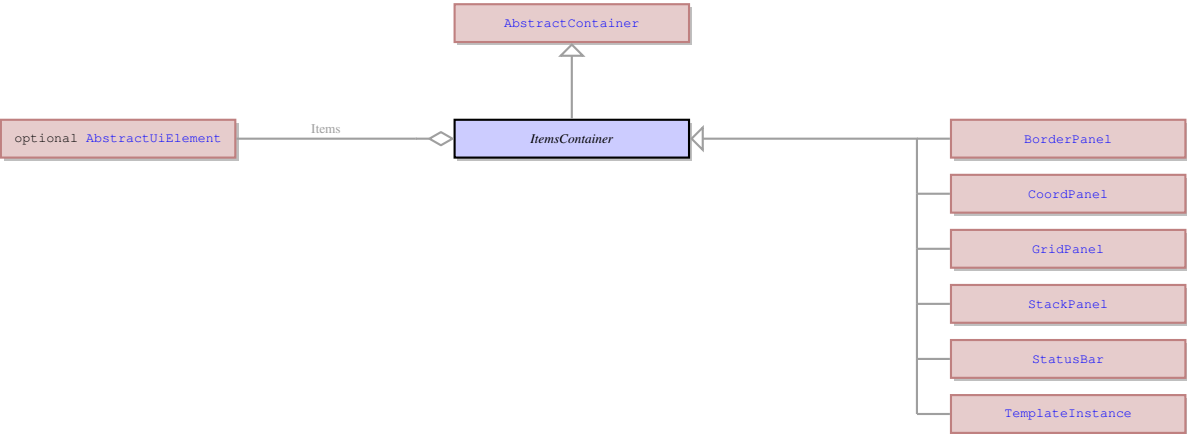 AbstractContainer
optional AbstractUiElement
Items
ItemsContainer
BorderPanel
CoordPanel
GridPanel
StackPanel
StatusBar
TemplateInstance